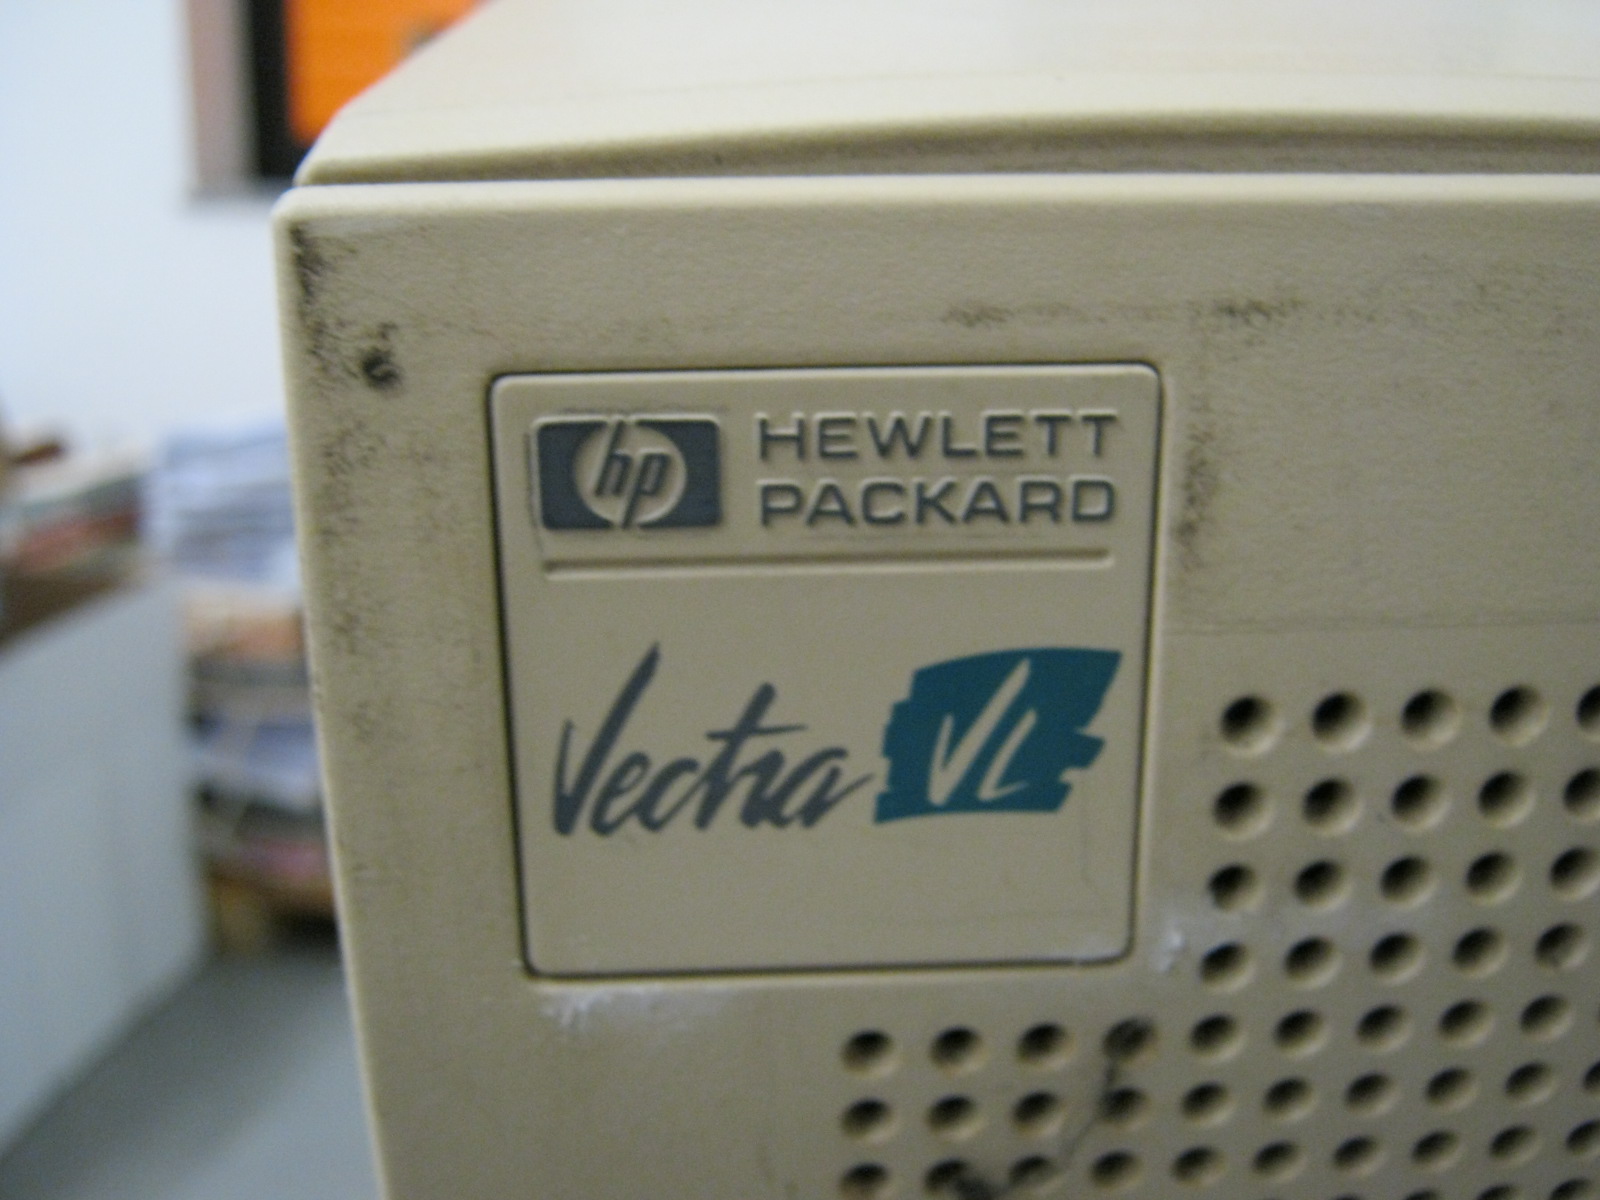 hp HEWLETT
PACKARD
Vectra VL